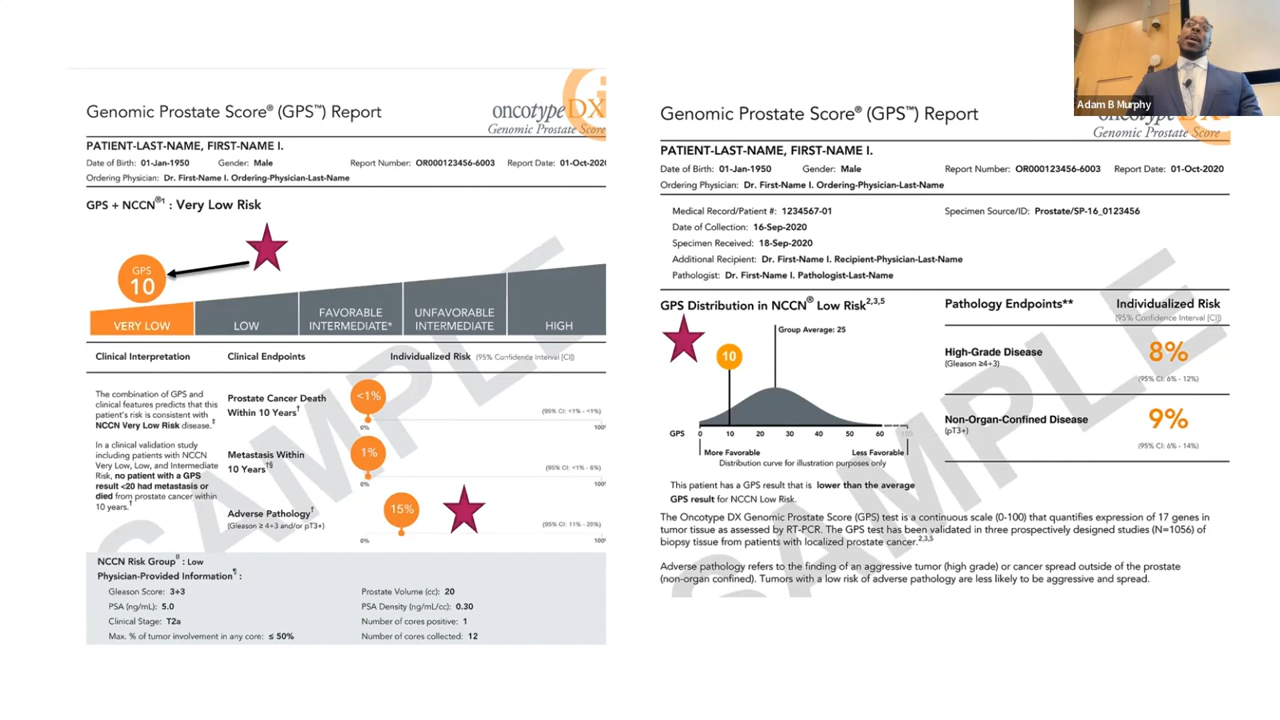 Genomic Prostate Score® (GPS™) Report
oncotype DX
Genomic Prostate Score
PATIENT-LAST-NAME, FIRST-NAME I.
Date of Birth: 01-Jan-1950 Gender: Male Report Number: OR000123456-6003 Report Date: 01-Oct-202
Ordering Physician: Dr. First-Name I. Ordering-Physician-Last-Name
GPS + NCCN®1 : Very Low Risk
GPS
10
VERY LOW
LOW
FAVORABLE
INTERMEDIATE*
UNFAVORABLE
INTERMEDIATE
HIGH
Clinical Interpretation Clinical Endpoints Individualized Risk (95% Confidence Interval [CI])
The combination of GPS and
clinical features predicts that this
patient's risk is consistent with
NCCN Very Low Risk disease.‡
In a clinical validation study
including patients with NCCN
Very Low, Low, and Intermediate
Risk, no patient with a GPS
result <20 had metastasis or
died from prostate cancer within
10 years.†
Prostate Cancer Death
Within 10 Years†
<1%
0%
(95% CI: <1% - <1%)
100%
Metastasis Within
10 Years†§
1%
0%
(95% CI: <1% - 6%)
100%
Adverse Pathology†
(Gleason ≥ 4+3 and/or pT3+)
15%
0%
(95% CI: 11% - 20%)
100%
SAMPLE
NCCN Risk Group‖ : Low
Physician-Provided Information¶ :
Gleason Score: 3+3
PSA (ng/mL): 5.0
Clinical Stage: T2a
Max. % of tumor involvement in any core: ≤ 50%
Prostate Volume (cc): 20
PSA Density (ng/mL/cc): 0.30
Number of cores positive: 1
Number of cores collected: 12
Adam B Murphy
Genomic Prostate Score® (GPS™) Report
oncotype DX
Genomic Prostate Score
PATIENT-LAST-NAME, FIRST-NAME I.
Date of Birth: 01-Jan-1950 Gender: Male Report Number: OR000123456-6003 Report Date: 01-Oct-2020
Ordering Physician: Dr. First-Name I. Ordering-Physician-Last-Name
Medical Record/Patient #: 1234567-01 Specimen Source/ID: Prostate/SP-16_0123456
Date of Collection: 16-Sep-2020
Specimen Received: 18-Sep-2020
Additional Recipient: Dr. First-Name I. Recipient-Physician-Last-Name
Pathologist: Dr. First-Name I. Pathologist-Last-Name
GPS Distribution in NCCN® Low Risk2,3,5
Group Average: 25
10
GPS 0 10 20 30 40 50 60 100
More Favorable Less Favorable
Distribution curve for illustration purposes only
This patient has a GPS result that is lower than the average
GPS result for NCCN Low Risk.
Pathology Endpoints** Individualized Risk
(95% Confidence Interval [CI])
High-Grade Disease
(Gleason ≥4+3)
8%
(95% CI: 6% - 12%)
Non-Organ-Confined Disease
(pT3+)
9%
(95% CI: 6% - 14%)
The Oncotype DX Genomic Prostate Score (GPS) test is a continuous scale (0-100) that quantifies expression of 17 genes in
tumor tissue as assessed by RT-PCR. The GPS test has been validated in three prospectively designed studies (N=1056) of
biopsy tissue from patients with localized prostate cancer.2,3,5
Adverse pathology refers to the finding of an aggressive tumor (high grade) or cancer spread outside of the prostate
(non-organ confined). Tumors with a low risk of adverse pathology are less likely to be aggressive and spread.
SAMPLE